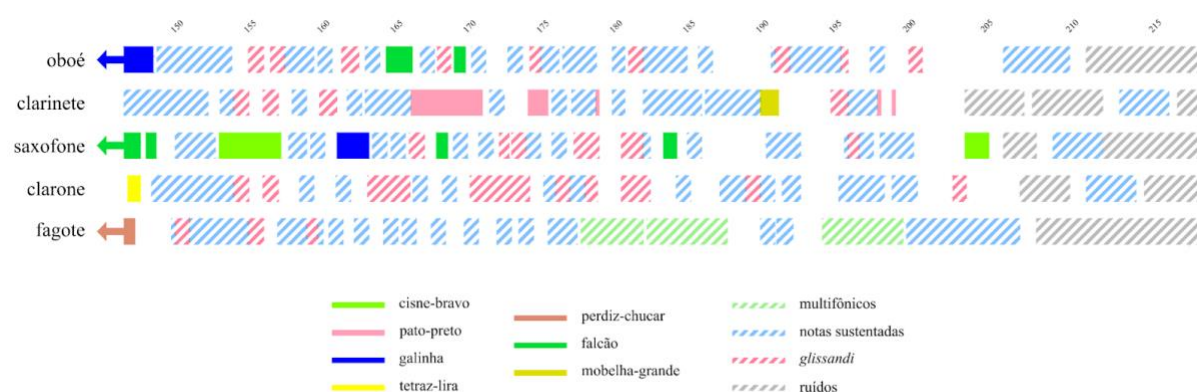 150 155 160 165 170 175 180 185 190 195 200 205 210 215
oboé
clarinete
saxofone
clarone
fagote
cisne-bravo
pato-preto
galinha
tetraz-lira
perdiz-chucar
falcão
mobelha-grande
multifônicos
notas sustentadas
glissandi
ruídos